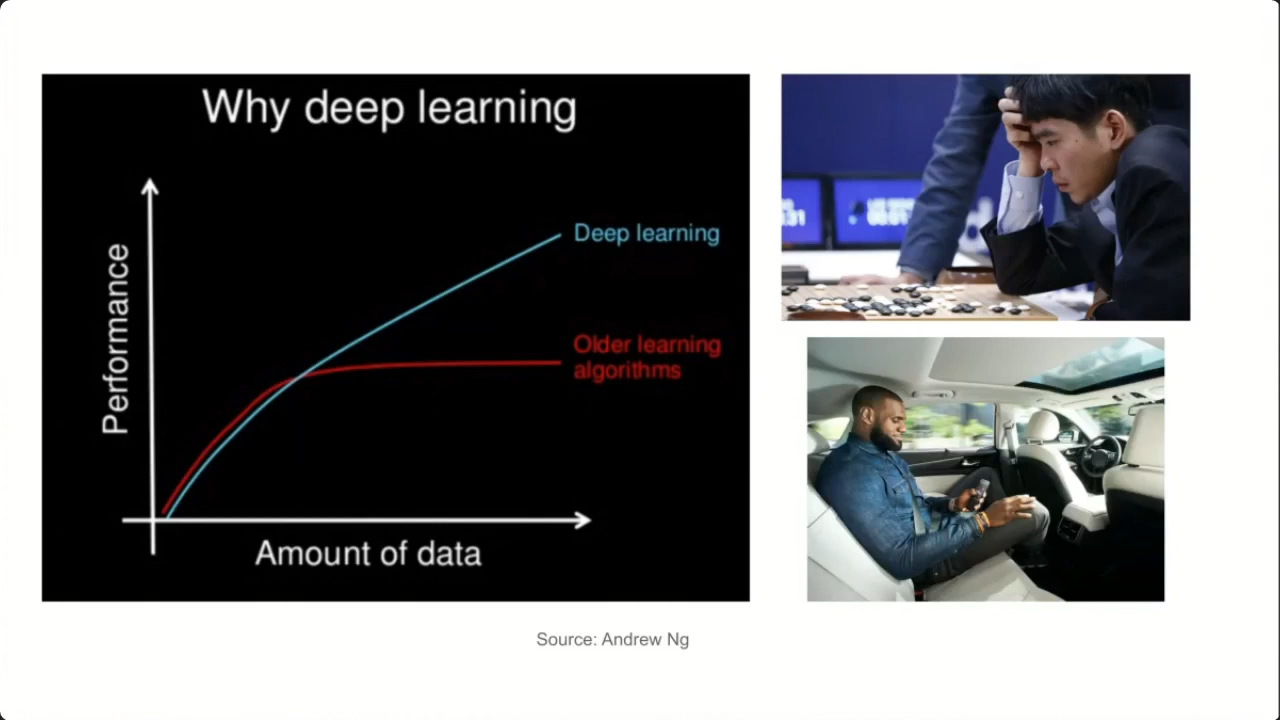 Why deep learning
Performance
Deep learning
Older learning
algorithms
Amount of data
Source: Andrew Ng